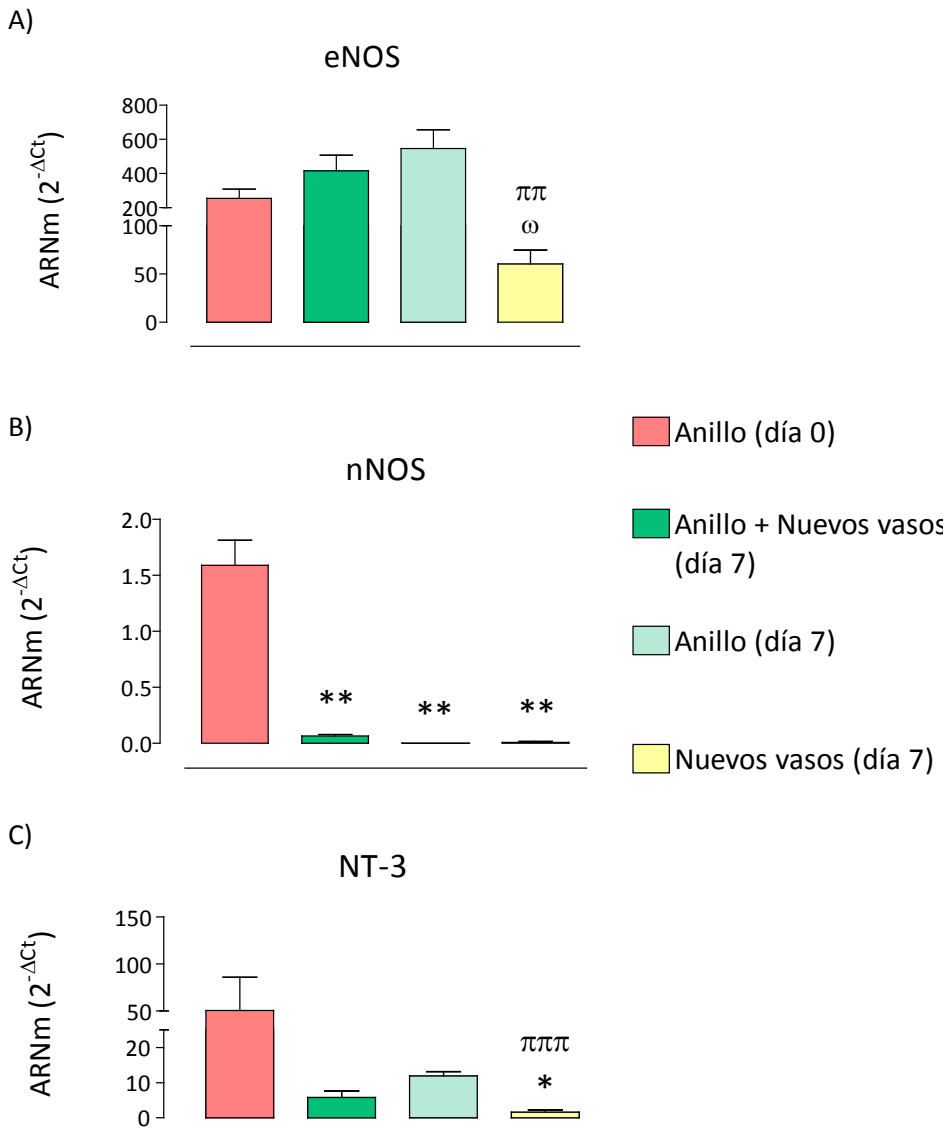 A)
eNOS
ARNm (2^-ΔCt)
800
600
400
200
100
50
0
ππ
ω
B)
nNOS
ARNm (2^-ΔCt)
2.0
1.5
1.0
0.5
0.0
**
**
**
Anillo (día 0)
Anillo + Nuevos vasos
(día 7)
Anillo (día 7)
Nuevos vasos (día 7)
C)
NT-3
ARNm (2^-ΔCt)
150
100
50
20
10
0
πππ
*